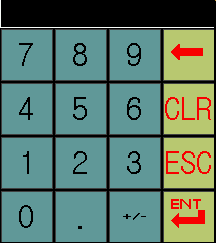 7 8 9 ←
4 5 6 CLR
1 2 3 ESC
0 . +/- ENT